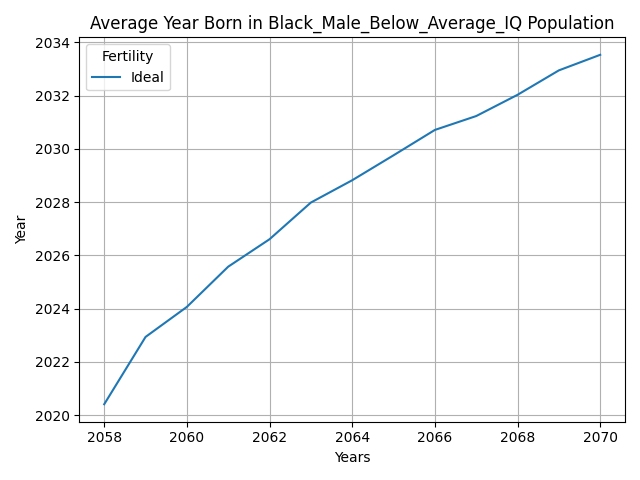 Average Year Born in Black_Male_Below_Average_IQ Population
Fertility
Ideal
2034
2032
2030
2028
2026
2024
2022
2020
Year
2058 2060 2062 2064 2066 2068 2070
Years